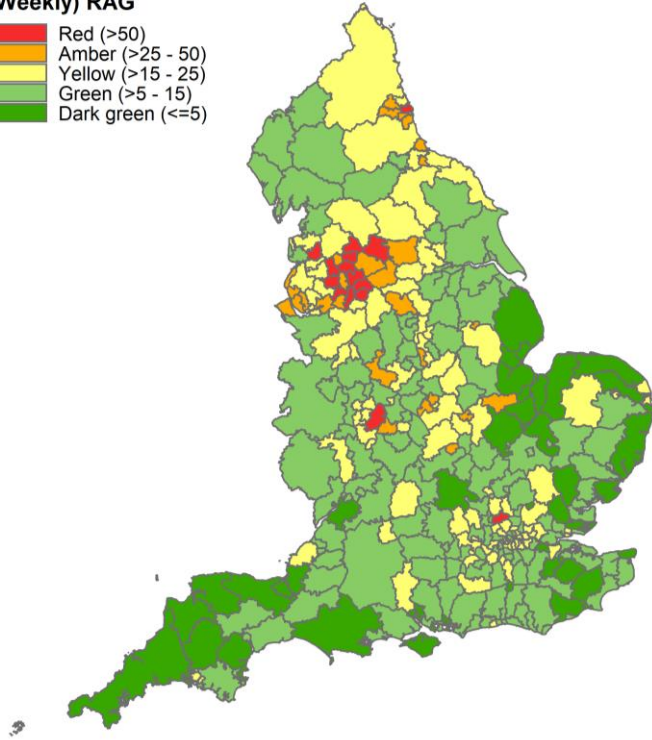 Weekly) RAG
Red (>50)
Amber (>25 - 50)
Yellow (>15 - 25)
Green (>5 - 15)
Dark green (<=5)